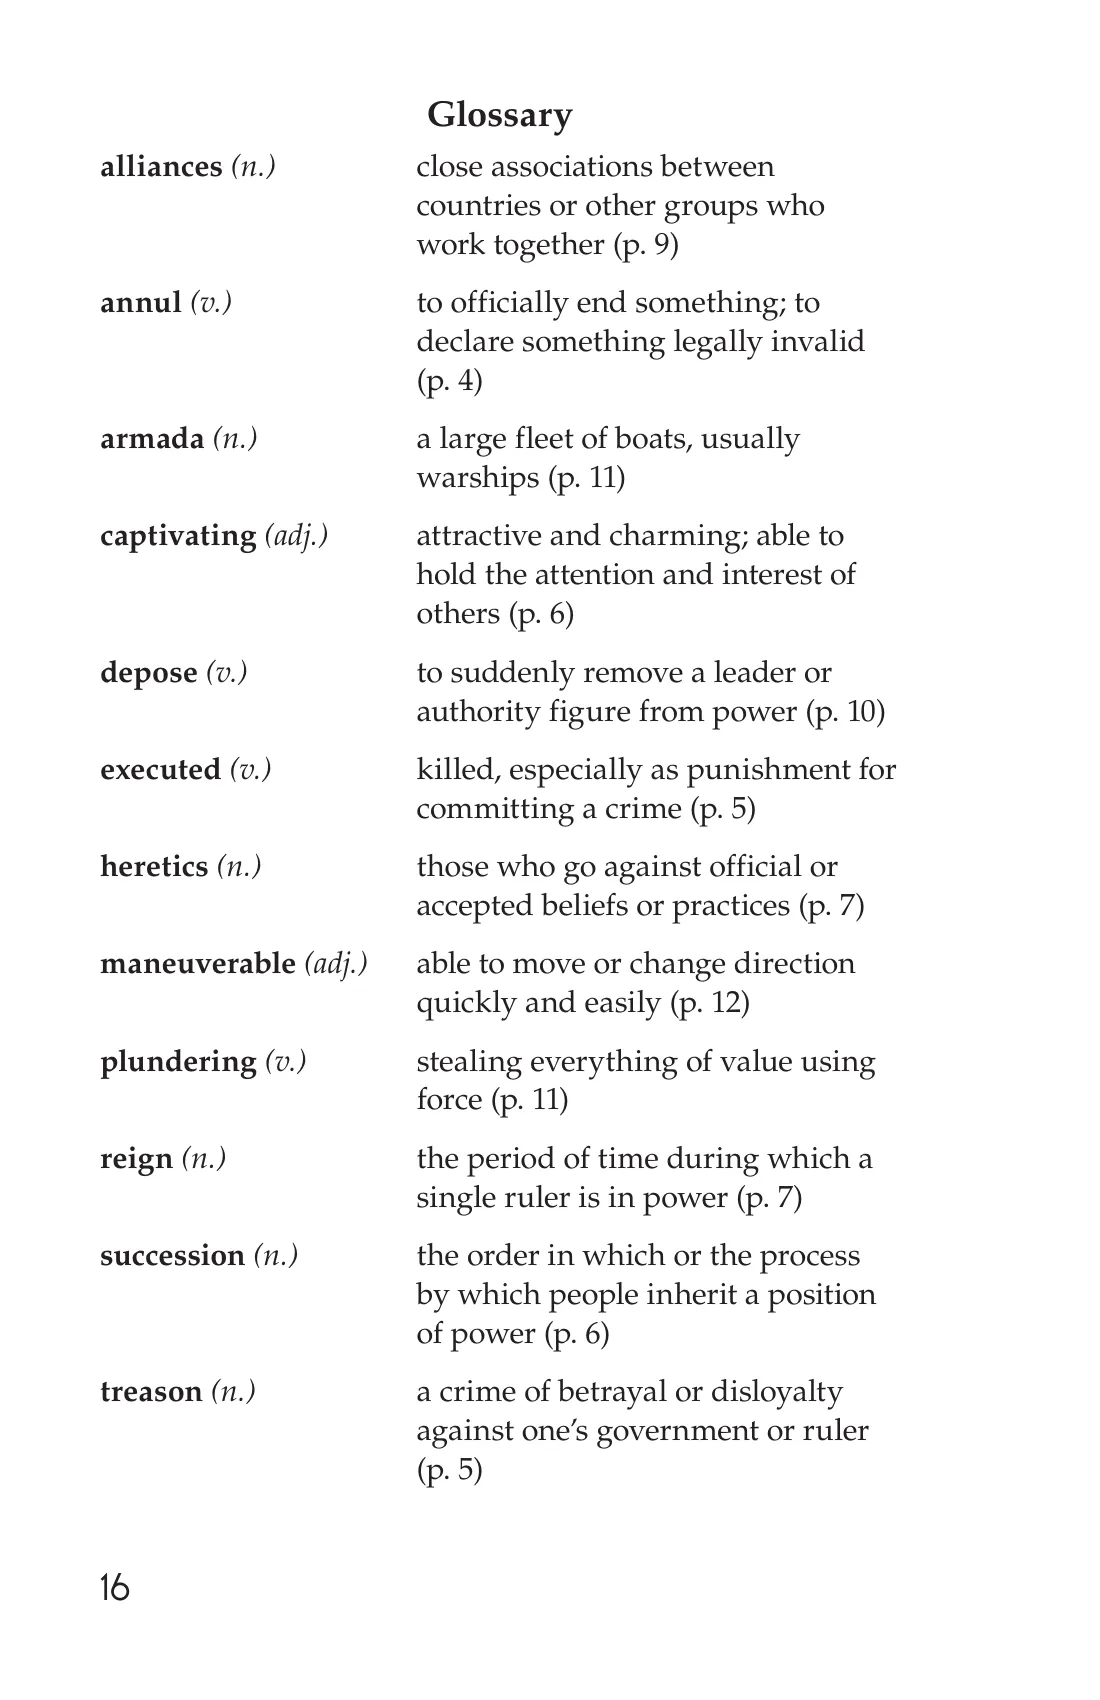 Glossary
alliances (n.) close associations between
countries or other groups who
work together (p. 9)
annul (v.) to officially end something; to
declare something legally invalid
(p. 4)
armada (n.) a large fleet of boats, usually
warships (p. 11)
captivating (adj.) attractive and charming; able to
hold the attention and interest of
others (p. 6)
depose (v.) to suddenly remove a leader or
authority figure from power (p. 10)
executed (v.) killed, especially as punishment for
committing a crime (p. 5)
heretics (n.) those who go against official or
accepted beliefs or practices (p. 7)
maneuverable (adj.) able to move or change direction
quickly and easily (p. 12)
plundering (v.) stealing everything of value using
force (p. 11)
reign (n.) the period of time during which a
single ruler is in power (p. 7)
succession (n.) the order in which or the process
by which people inherit a position
of power (p. 6)
treason (n.) a crime of betrayal or disloyalty
against one’s government or ruler
(p. 5)
16